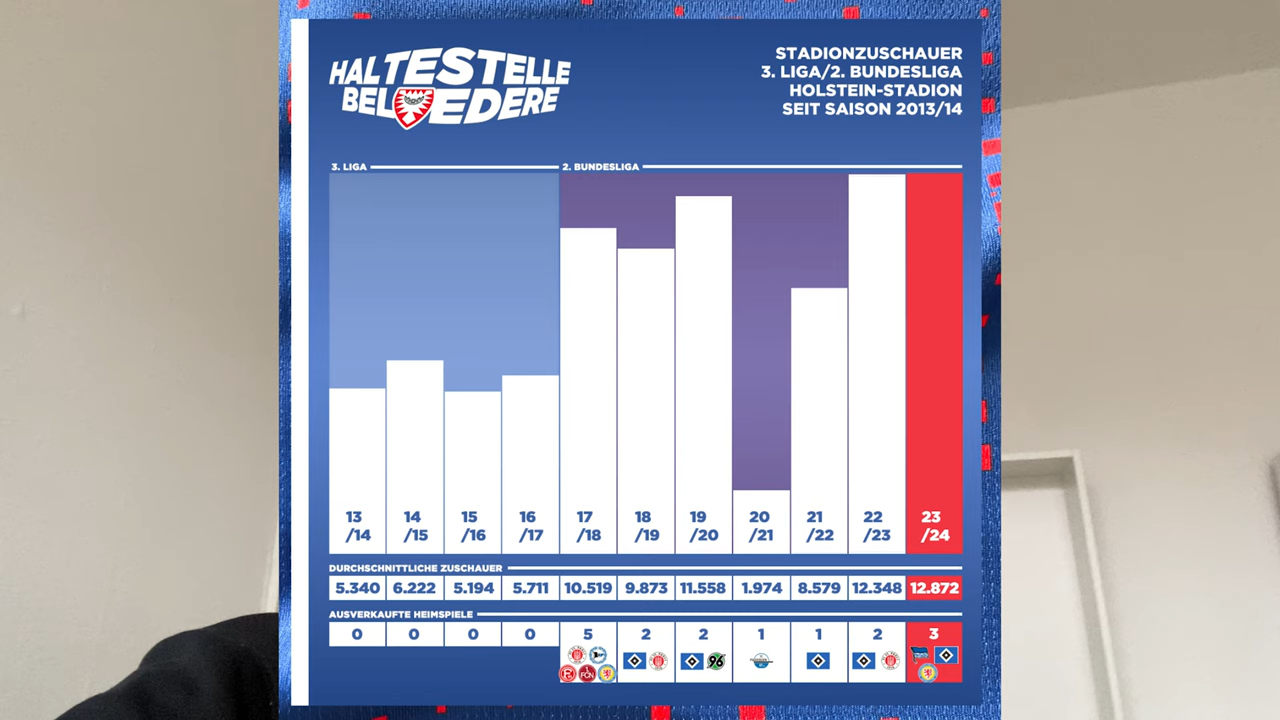 HALTESTELLE
BELVEDERE
STADIONZUSCHAUER
3. LIGA/2. BUNDESLIGA
HOLSTEIN-STADION
SEIT SAISON 2013/14
3. LIGA
2. BUNDESLIGA
13 /14
14 /15
15 /16
16 /17
17 /18
18 /19
19 /20
20 /21
21 /22
22 /23
23 /24
DURCHSCHNITTLICHE ZUSCHAUER
5.340 6.222 5.194 5.711 10.519 9.873 11.558 1.974 8.579 12.348 12.872
AUSVERKAUFTE HEIMSPIELE
0 0 0 0 5 2 2 1 1 2 3
96
FCN